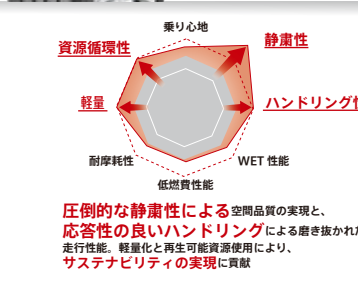 乗り心地
資源循環性
静粛性
軽量
ハンドリング性
耐摩耗性
WET 性能
低燃費性能
圧倒的な静粛性による空間品質の実現と、
応答性の良いハンドリングによる磨き抜かれた
走行性能。軽量化と再生可能資源使用により、
サステナビリティの実現に貢献